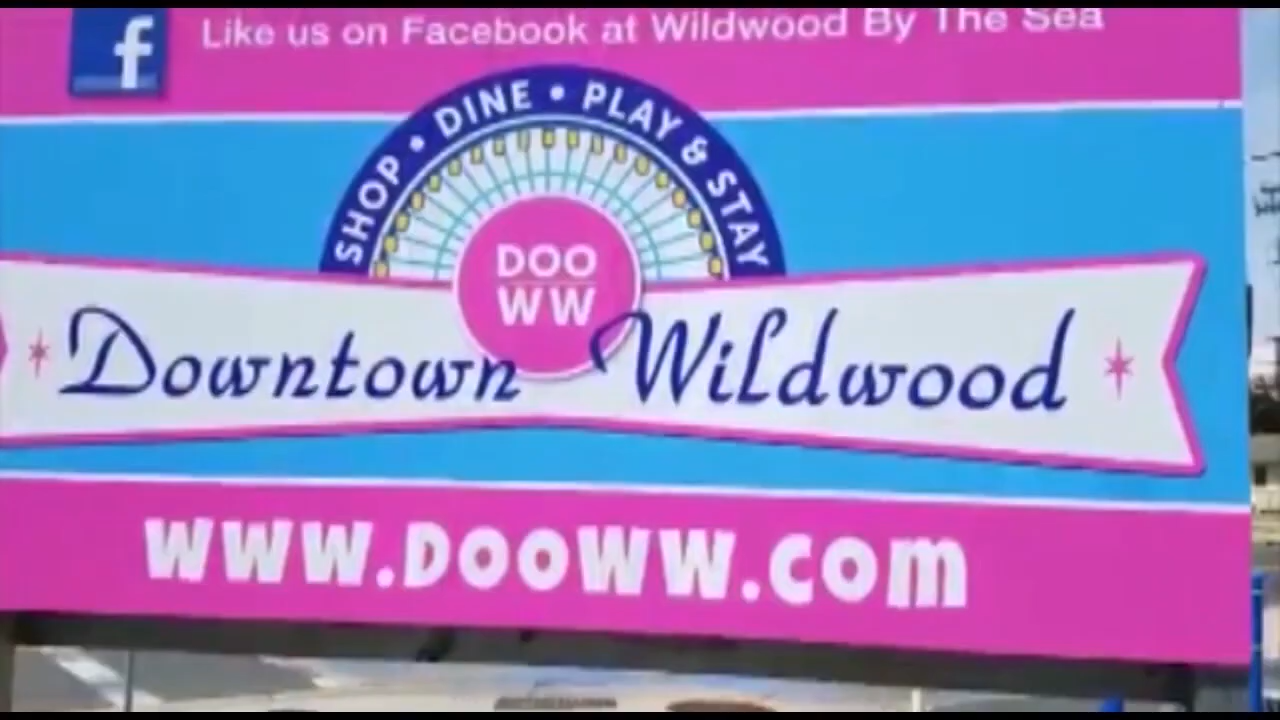 f
Like us on Facebook at Wildwood By The Sea
SHOP • DINE • PLAY & STAY
DOO
WW
Downtown Wildwood
www.DOOWW.com